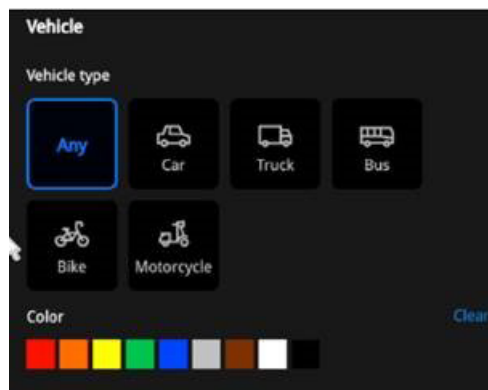 Vehicle
Vehicle type
Any
Car
Truck
Bus
Bike
Motorcycle
Color
Clear